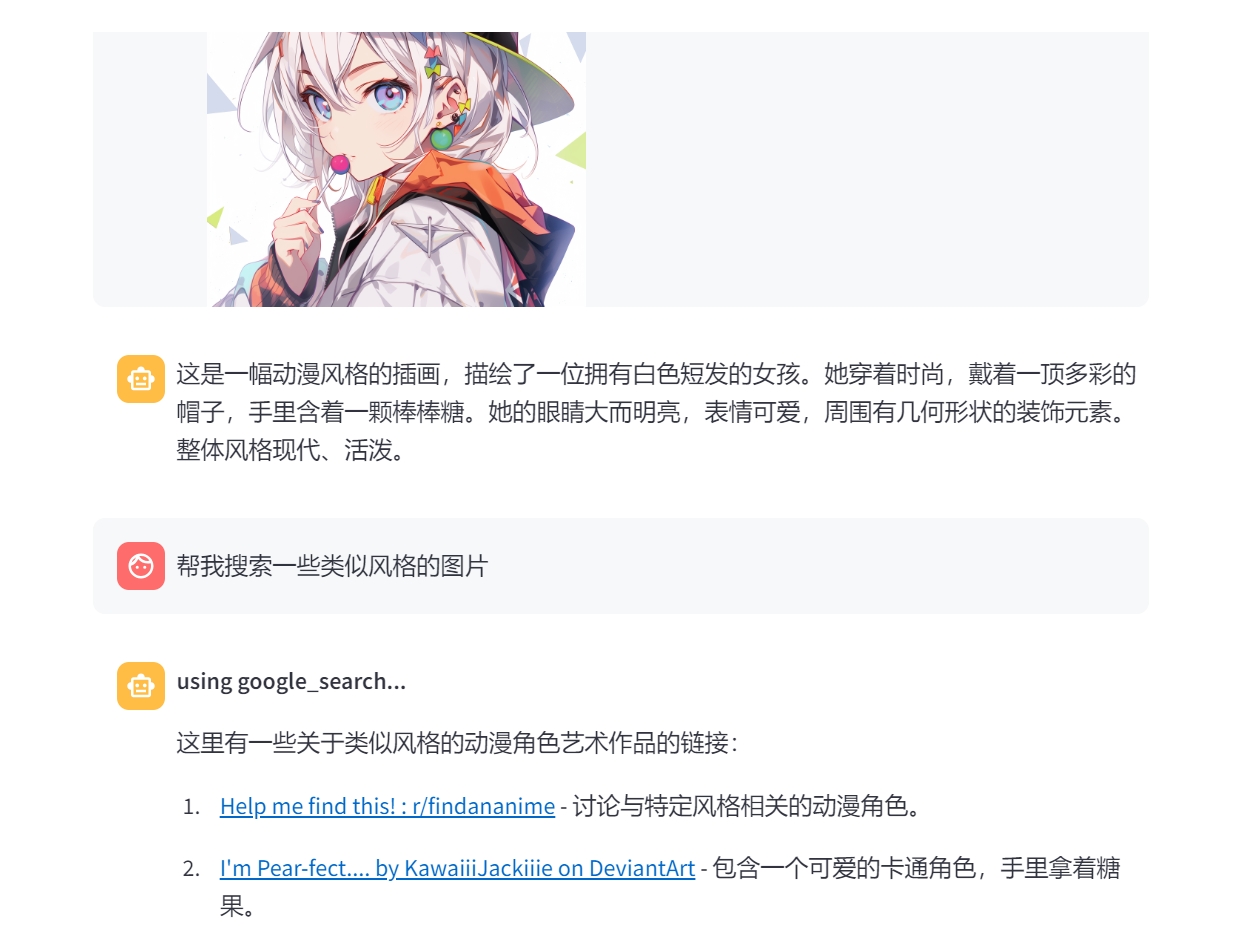 这是一幅动漫风格的插画，描绘了一位拥有白色短发的女孩。她穿着时尚，戴着一顶多彩的
帽子，手里含着一颗棒棒糖。她的眼睛大而明亮，表情可爱，周围有几何形状的装饰元素。
整体风格现代、活泼。
帮我搜索一些类似风格的图片
using google_search...
这里有一些关于类似风格的动漫角色艺术作品的链接：
1. Help me find this! : r/findananime - 讨论与特定风格相关的动漫角色。
2. I'm Pear-fect.... by KawaiiiJackiiie on DeviantArt - 包含一个可爱的卡通角色，手里拿着糖
果。